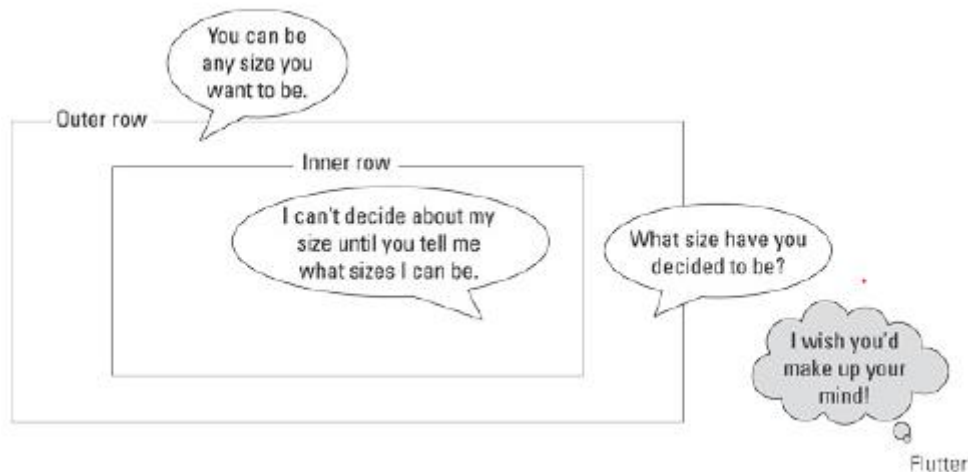 You can be
any size you
want to be.
Outer row
Inner row
I can't decide about my
size until you tell me
what sizes I can be.
What size have you
decided to be?
I wish you'd
make up your
mind!
Flutter